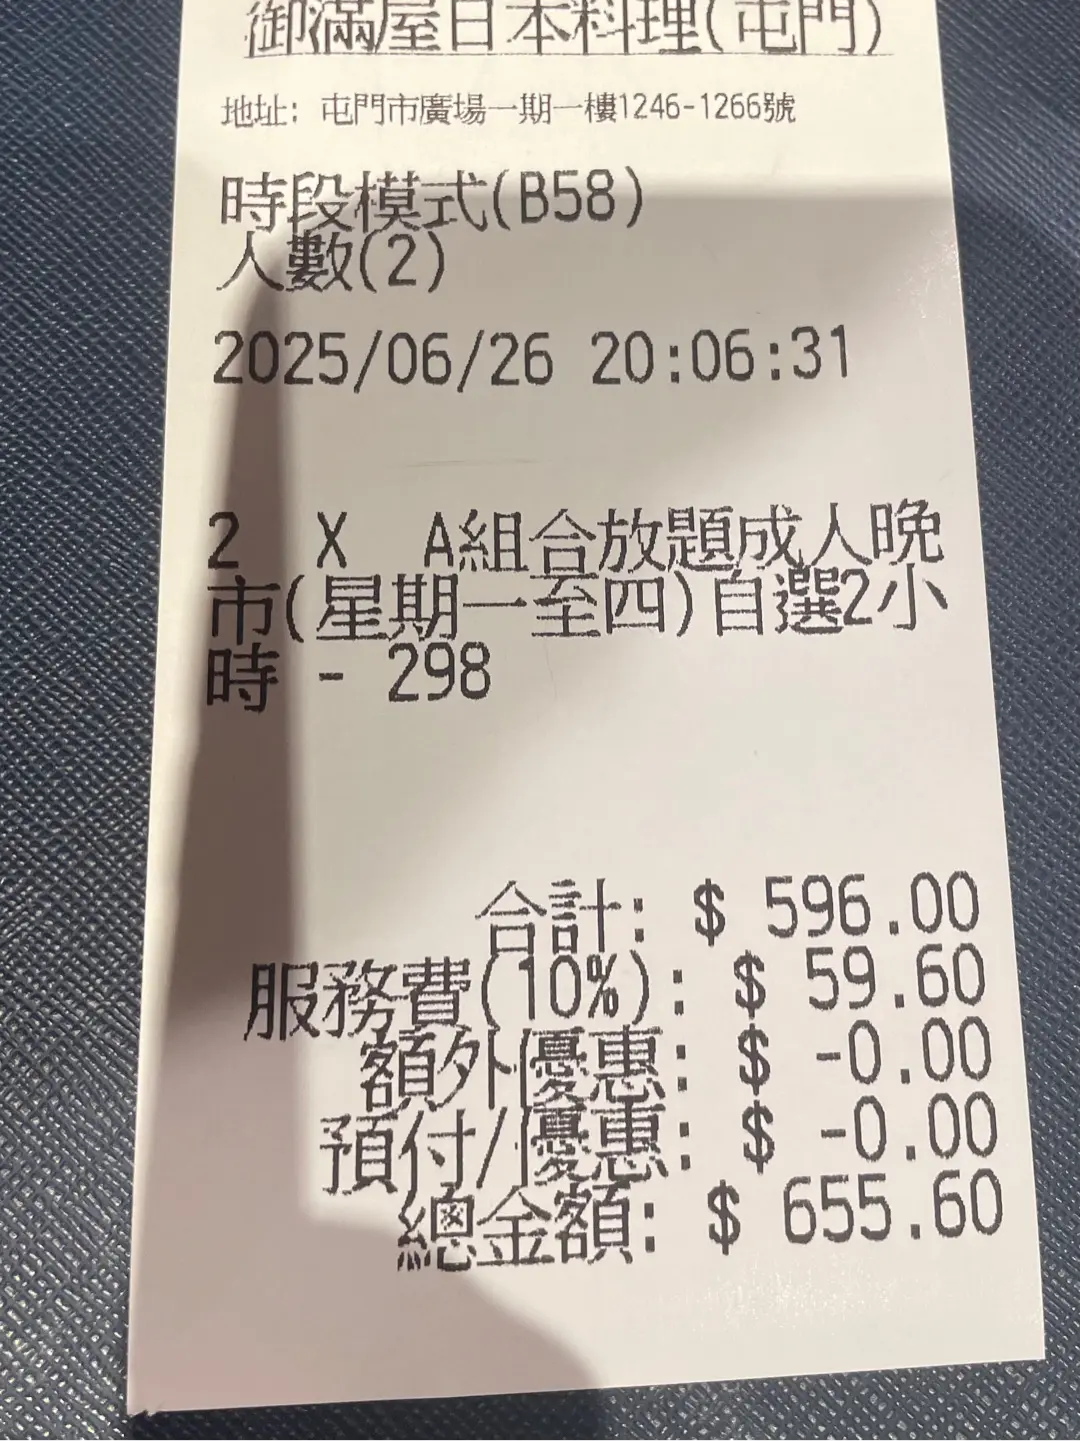 御滿屋日本料理(屯門)
地址: 屯門市廣場一期一樓1246-1266號
時段模式(B58)
人數(2)
2025/06/26 20:06:31
2 X A組合放題成人晚
市(星期一至四)自選2小
時 - 298
合計: $ 596.00
服務費(10%): $ 59.60
額外優惠: $ -0.00
預付/優惠: $ -0.00
總金額: $ 655.60